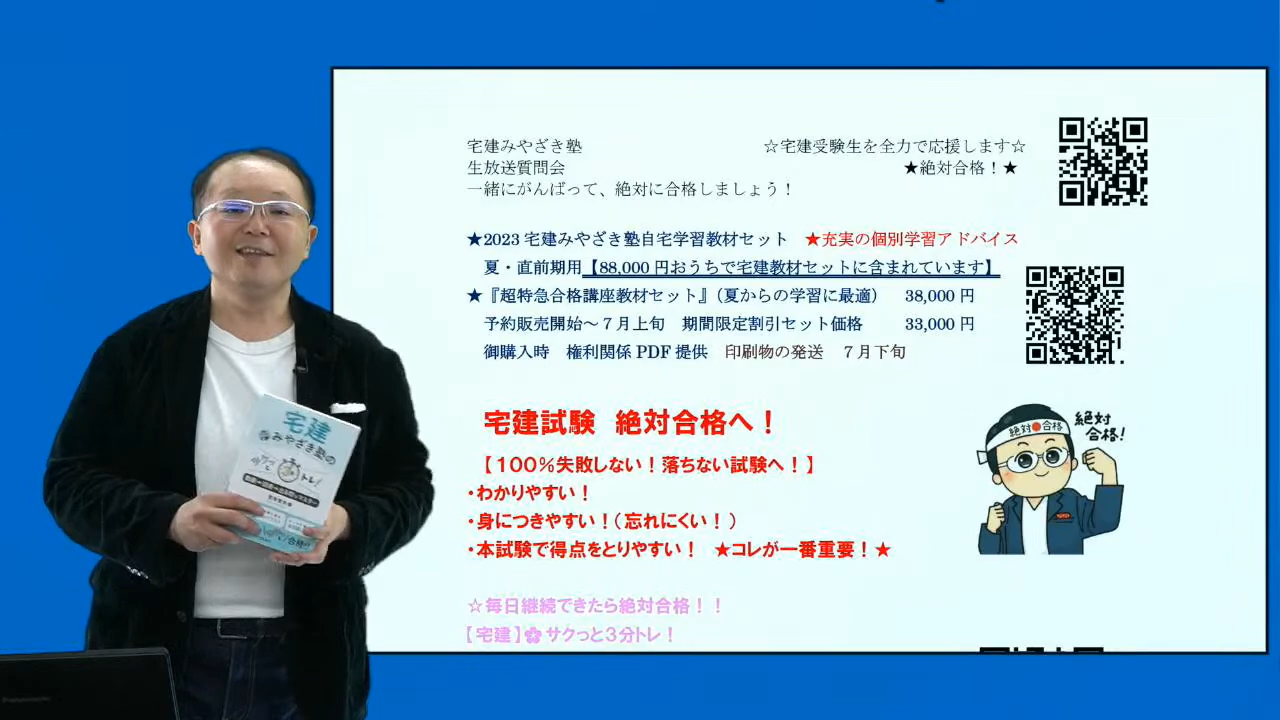 宅建みやざき塾 ☆宅建受験生を全力で応援します☆
生放送質問会 ★絶対合格！★
一緒にがんばって、絶対に合格しましょう！
★2023 宅建みやざき塾自宅学習教材セット ★充実の個別学習アドバイス
夏・直前期用【88,000 円おうちで宅建教材セットに含まれています】
★『超特急合格講座教材セット』（夏からの学習に最適） 38,000 円
予約販売開始～７月上旬 期間限定割引セット価格 33,000 円
御購入時 権利関係 PDF 提供 印刷物の発送 ７月下旬
宅建試験 絶対合格へ！
【１００％失敗しない！落ちない試験へ！】
・わかりやすい！
・身につきやすい！（忘れにくい！）
・本試験で得点をとりやすい！ ★コレが一番重要！★
☆毎日継続できたら絶対合格！！
【宅建】✿サクっと３分トレ！
絶対合格
絶対
合格!
宅建
みやざき塾の
トレ!